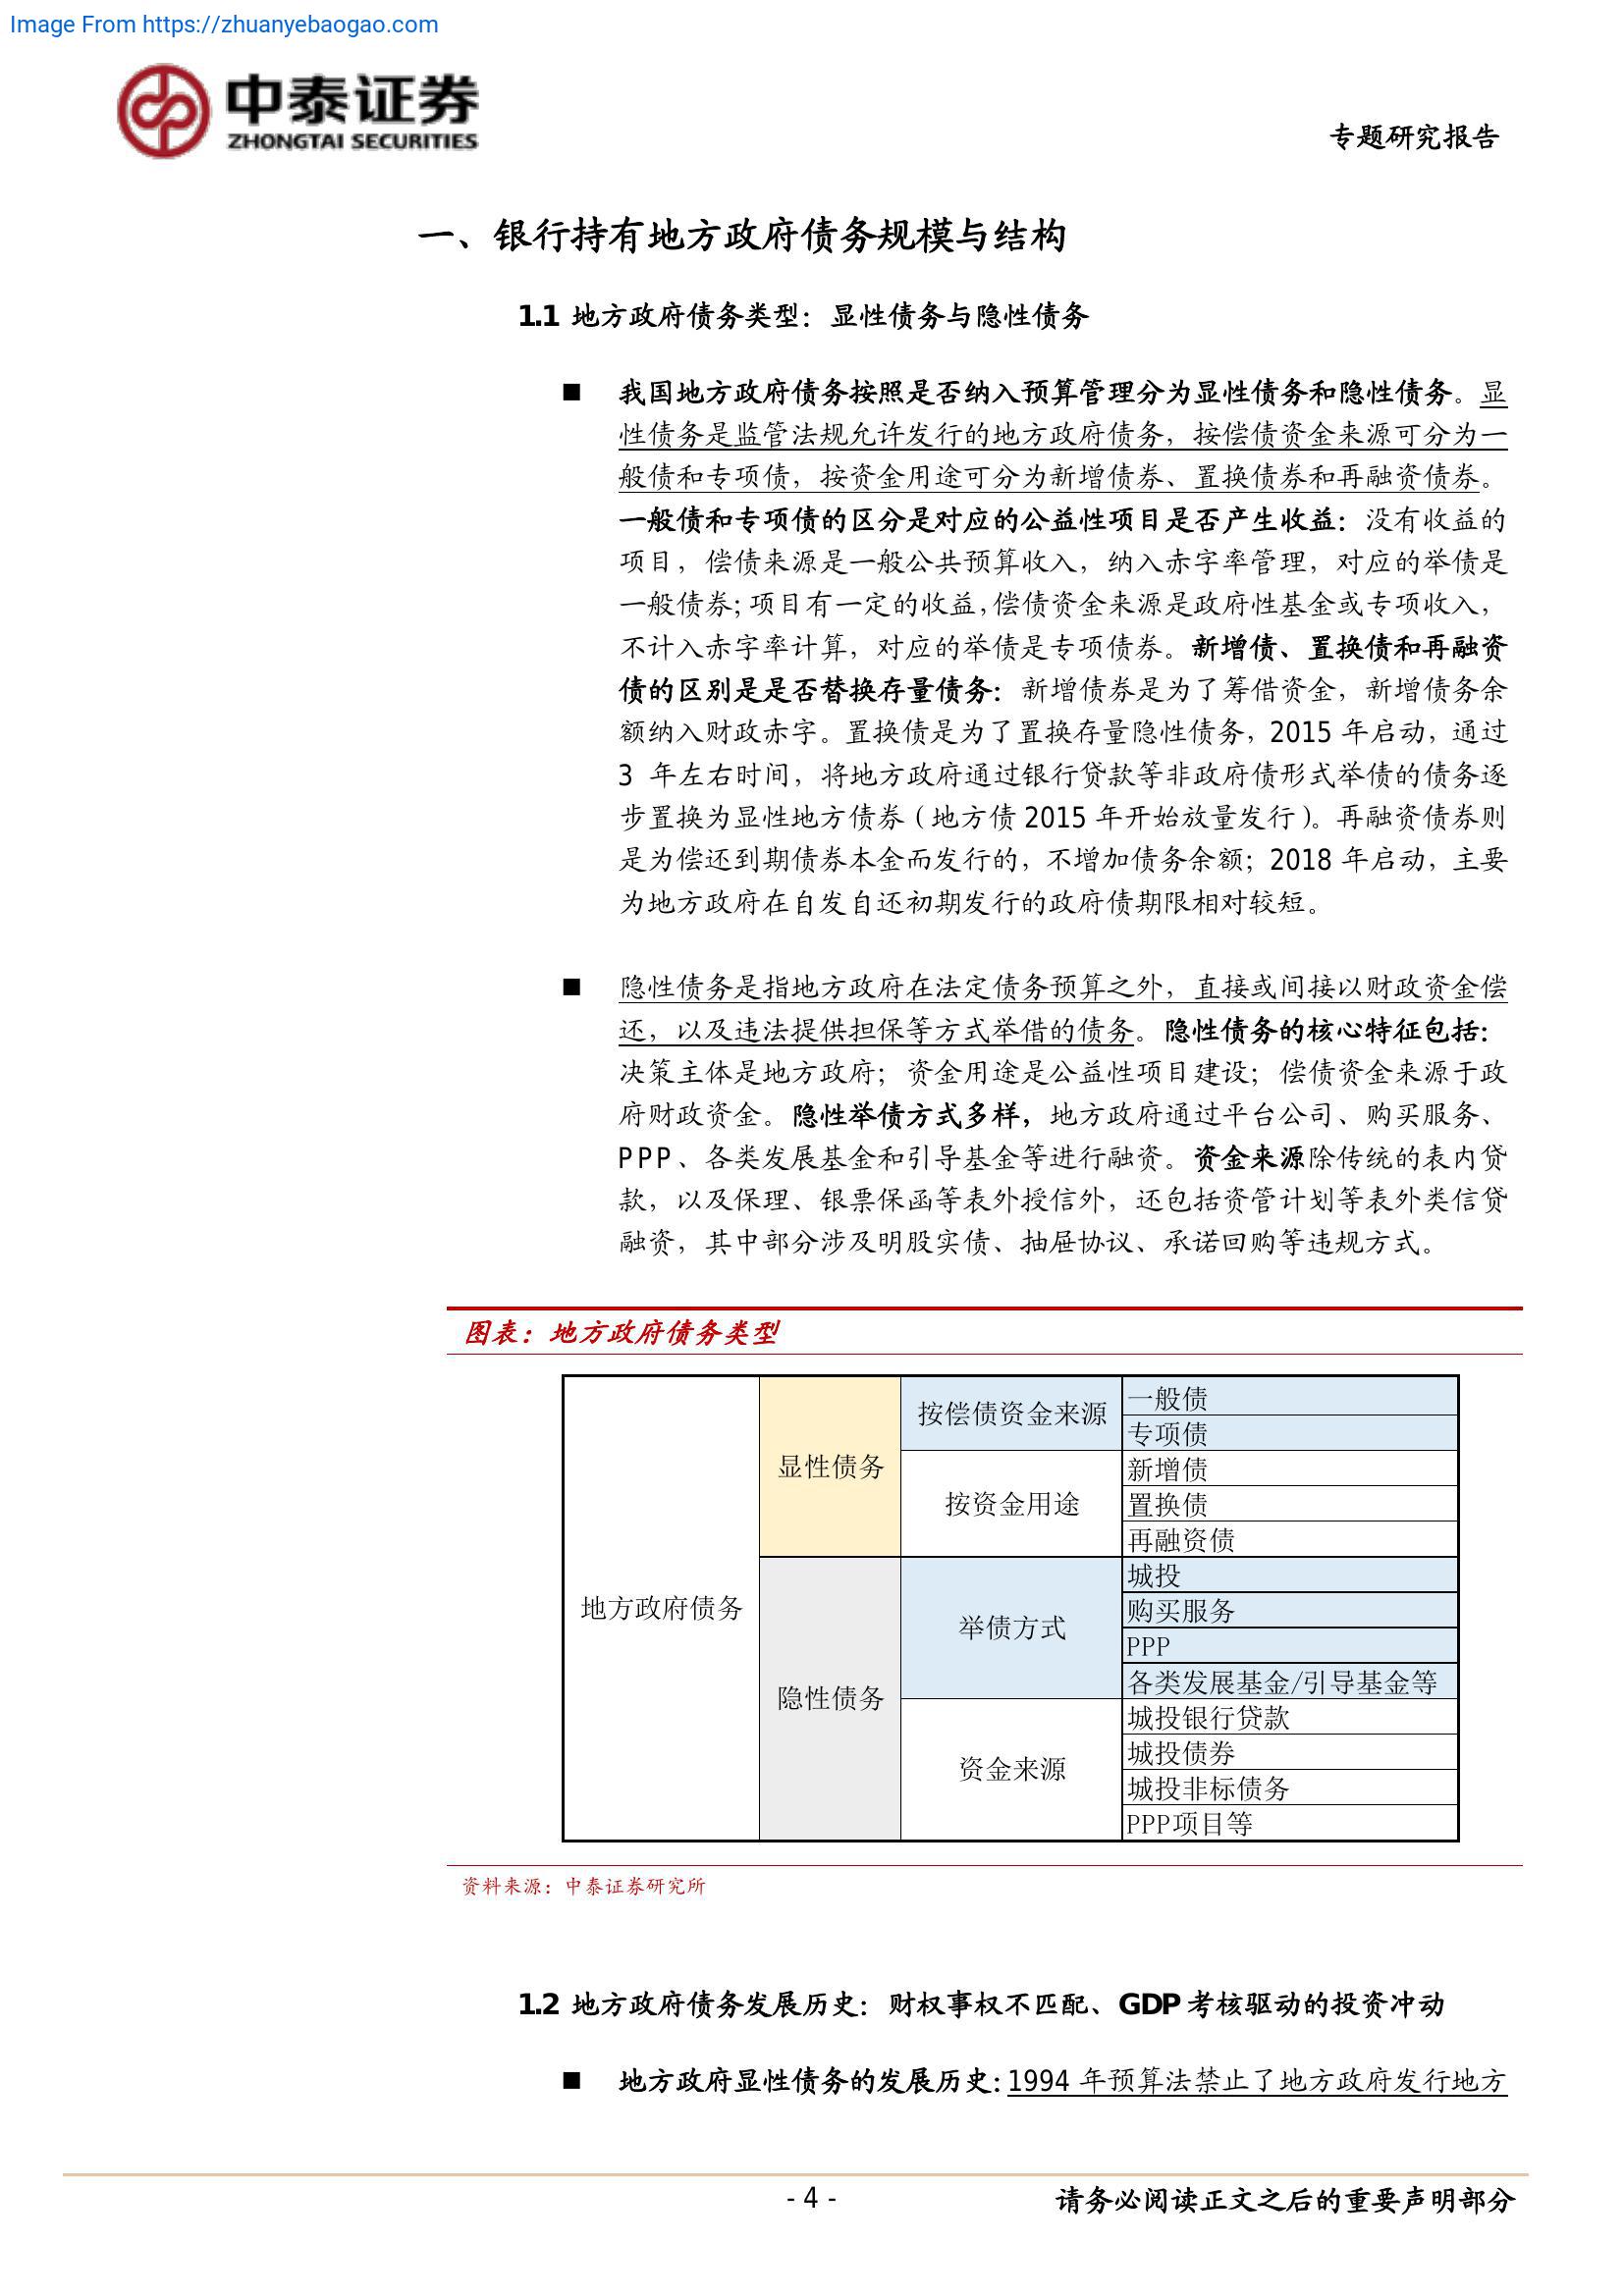 Image From https://zhuanyebaogao.com
中泰证券
ZHONGTAI SECURITIES
专题研究报告
一、银行持有地方政府债务规模与结构
1.1 地方政府债务类型：显性债务与隐性债务
■ 我国地方政府债务按照是否纳入预算管理分为显性债务和隐性债务。显
性债务是监管法规允许发行的地方政府债务，按偿债资金来源可分为一
般债和专项债，按资金用途可分为新增债券、置换债券和再融资债券。
一般债和专项债的区分是对应的公益性项目是否产生收益：没有收益的
项目，偿债来源是一般公共预算收入，纳入赤字率管理，对应的举债是
一般债券；项目有一定的收益，偿债资金来源是政府性基金或专项收入，
不计入赤字率计算，对应的举债是专项债券。新增债、置换债和再融资
债的区别是是否替换存量债务：新增债券是为了筹借资金，新增债务余
额纳入财政赤字。置换债是为了置换存量隐性债务，2015 年启动，通过
3 年左右时间，将地方政府通过银行贷款等非政府债形式举债的债务逐
步置换为显性地方债券（地方债 2015 年开始放量发行）。再融资债券则
是为偿还到期债券本金而发行的，不增加债务余额；2018 年启动，主要
为地方政府在自发自还初期发行的政府债期限相对较短。
■ 隐性债务是指地方政府在法定债务预算之外，直接或间接以财政资金偿
还，以及违法提供担保等方式举借的债务。隐性债务的核心特征包括：
决策主体是地方政府；资金用途是公益性项目建设；偿债资金来源于政
府财政资金。隐性举债方式多样，地方政府通过平台公司、购买服务、
PPP、各类发展基金和引导基金等进行融资。资金来源除传统的表内贷
款，以及保理、银票保函等表外授信外，还包括资管计划等表外类信贷
融资，其中部分涉及明股实债、抽屉协议、承诺回购等违规方式。
图表：地方政府债务类型
地方政府债务
显性债务
按偿债资金来源
一般债
专项债
按资金用途
新增债
置换债
再融资债
隐性债务
举债方式
城投
购买服务
PPP
各类发展基金/引导基金等
资金来源
城投银行贷款
城投债券
城投非标债务
PPP项目等
资料来源：中泰证券研究所
1.2 地方政府债务发展历史：财权事权不匹配、GDP 考核驱动的投资冲动
■ 地方政府显性债务的发展历史：1994 年预算法禁止了地方政府发行地方
- 4 -
请务必阅读正文之后的重要声明部分